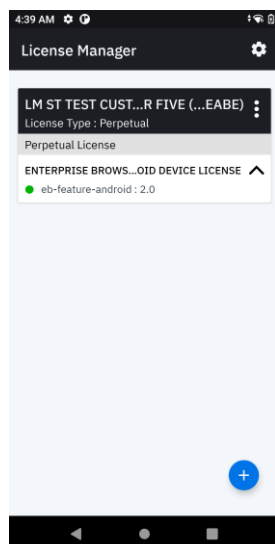 4:39 AM
License Manager
LM ST TEST CUST...R FIVE (...EABE)
License Type : Perpetual
Perpetual License
ENTERPRISE BROWS...OID DEVICE LICENSE
eb-feature-android : 2.0
+